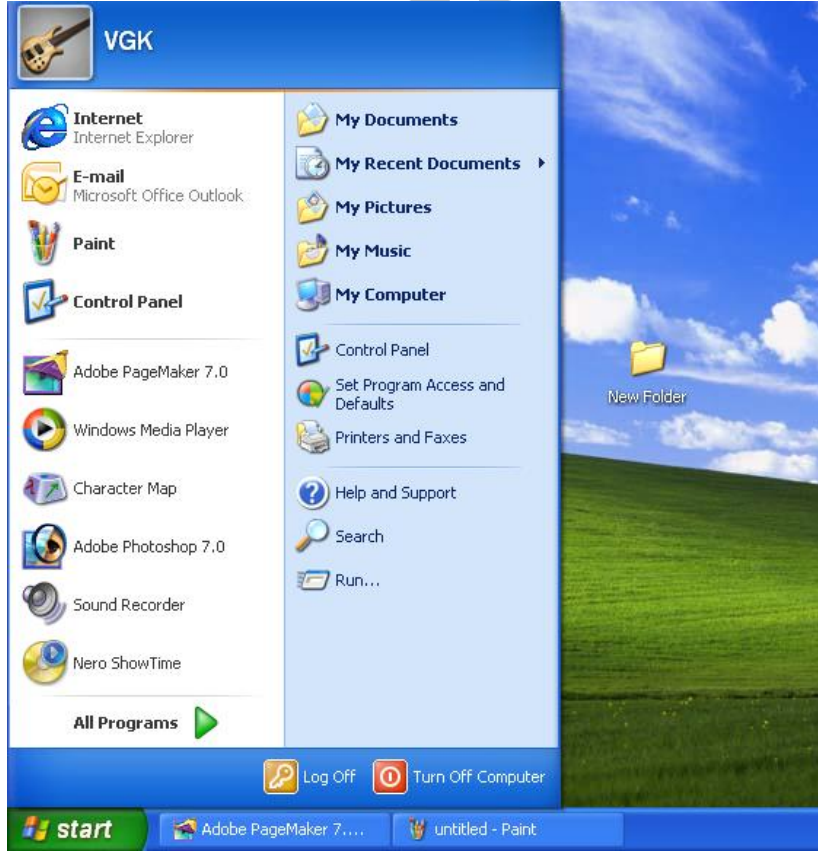 VGK
Internet
Internet Explorer
E-mail
Microsoft Office Outlook
Paint
Control Panel
Adobe PageMaker 7.0
Windows Media Player
Character Map
Adobe Photoshop 7.0
Sound Recorder
Nero ShowTime
All Programs
My Documents
My Recent Documents
My Pictures
My Music
My Computer
Control Panel
Set Program Access and
Defaults
Printers and Faxes
Help and Support
Search
Run...
New Folder
Log Off
Turn Off Computer
start
Adobe PageMaker 7....
untitled - Paint